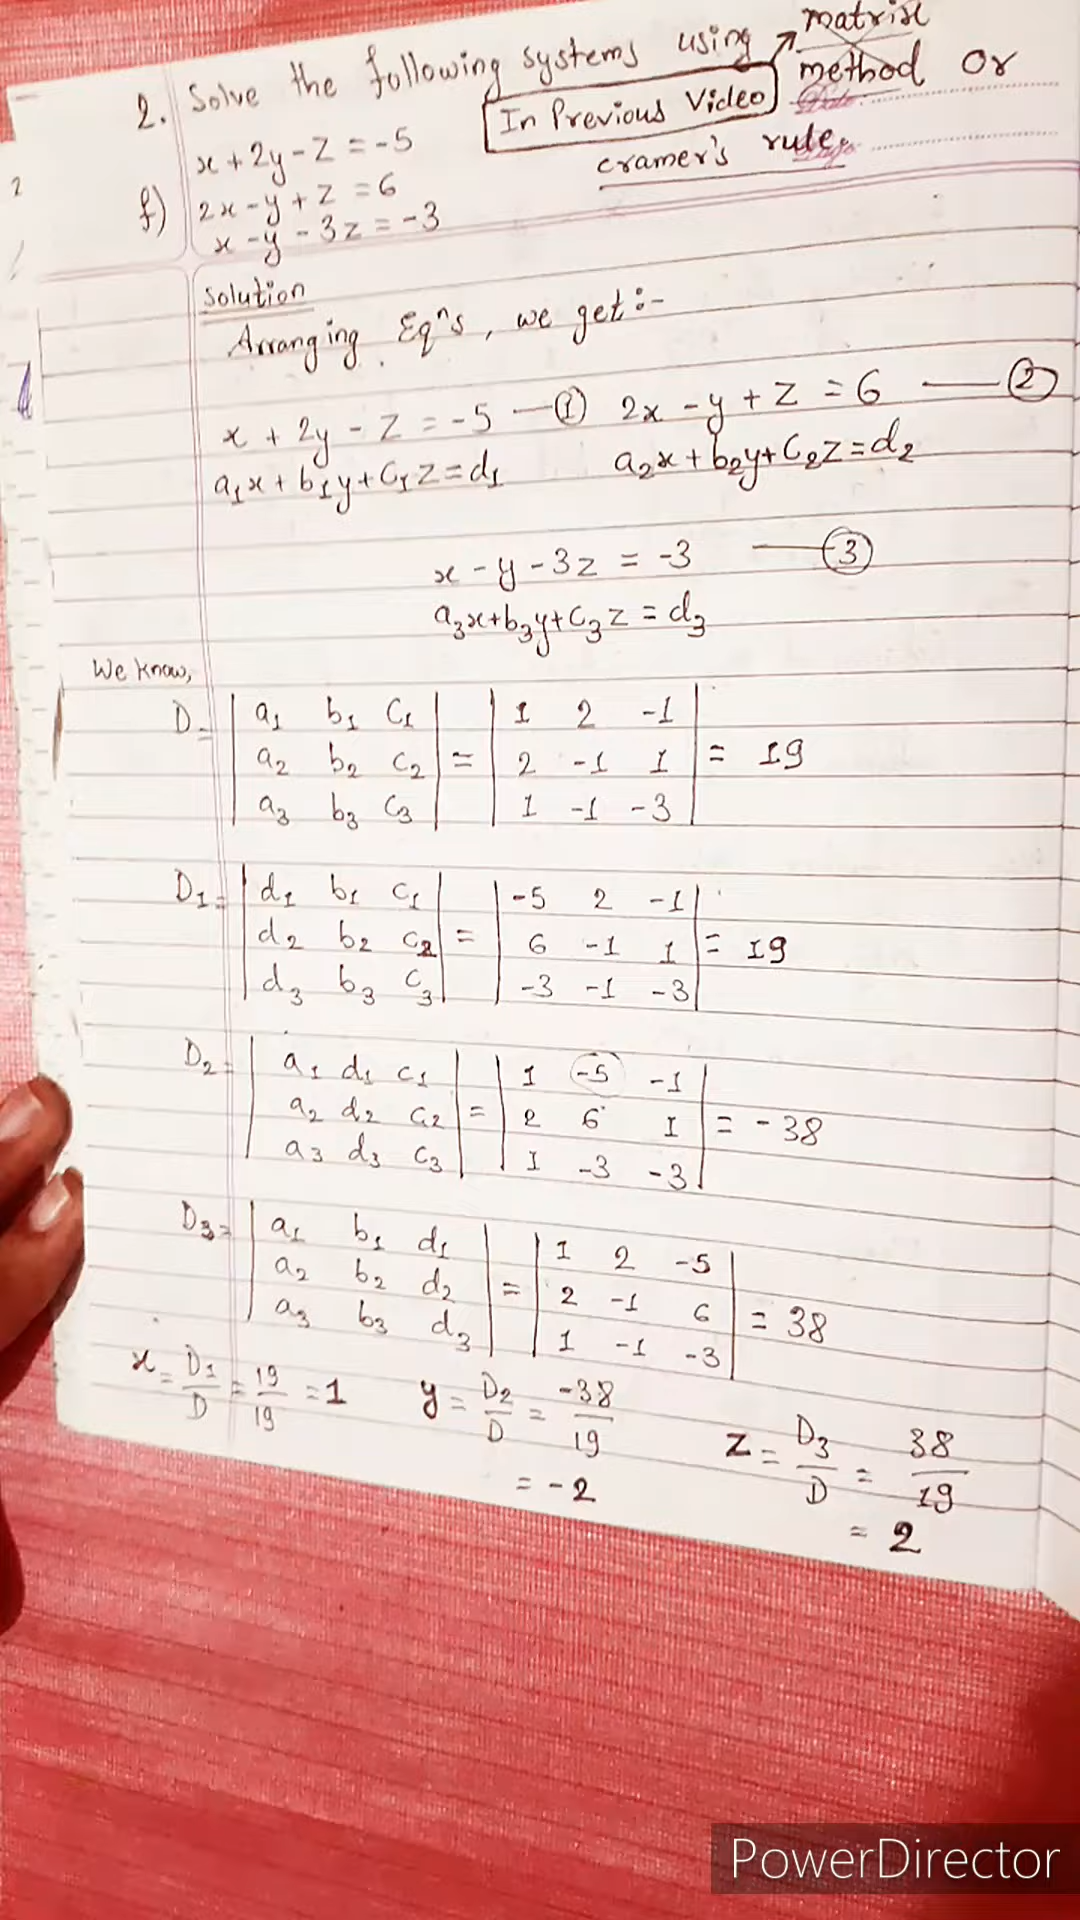 2. Solve the following systems using matrix
In Previous Video
method Or
cramer's rule.
x + 2y - z = -5
f) 2x - y + z = 6
x - y - 3z = -3
Solution
Arranging Eqⁿs, we get :-
x + 2y - z = -5 —① 2x - y + z = 6 —②
a₁x + b₁y + c₁z = d₁ a₂x + b₂y + c₂z = d₂
x - y - 3z = -3 —③
a₃x + b₃y + c₃z = d₃
We know,
D = | a₁ b₁ c₁ | = | 1 2 -1 | = 19
| a₂ b₂ c₂ | | 2 -1 1 |
| a₃ b₃ c₃ | | 1 -1 -3 |
D₁ = | d₁ b₁ c₁ | = | -5 2 -1 | = 19
| d₂ b₂ c₂ | | 6 -1 1 |
| d₃ b₃ c₃ | | -3 -1 -3 |
D₂ = | a₁ d₁ c₁ | = | 1 -5 -1 | = -38
| a₂ d₂ c₂ | | 2 6 1 |
| a₃ d₃ c₃ | | 1 -3 -3 |
D₃ = | a₁ b₁ d₁ | = | 1 2 -5 | = 38
| a₂ b₂ d₂ | | 2 -1 6 |
| a₃ b₃ d₃ | | 1 -1 -3 |
x = D₁/D = 19/19 = 1 y = D₂/D = -38/19 z = D₃/D = 38/19
= -2 = 2
PowerDirector